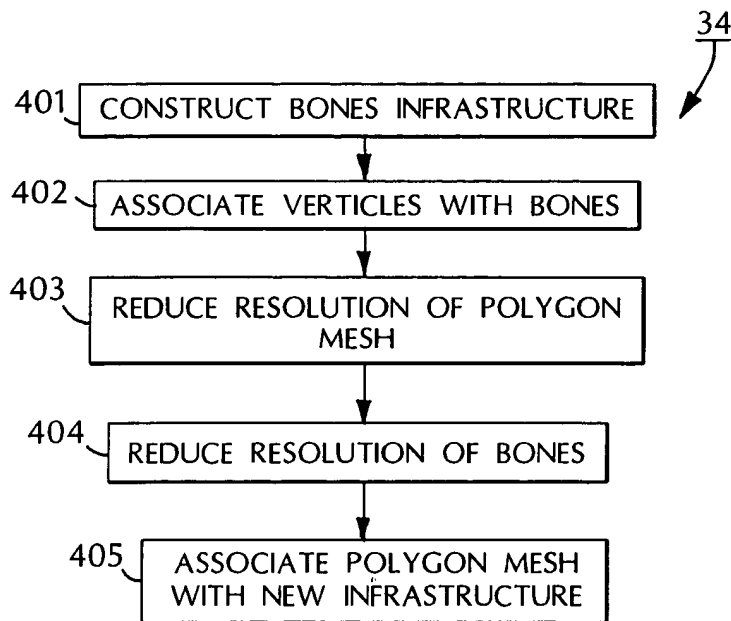 34
401
CONSTRUCT BONES INFRASTRUCTURE
402
ASSOCIATE VERTICLES WITH BONES
403
REDUCE RESOLUTION OF POLYGON
MESH
404
REDUCE RESOLUTION OF BONES
405
ASSOCIATE POLYGON MESH
WITH NEW INFRASTRUCTURE